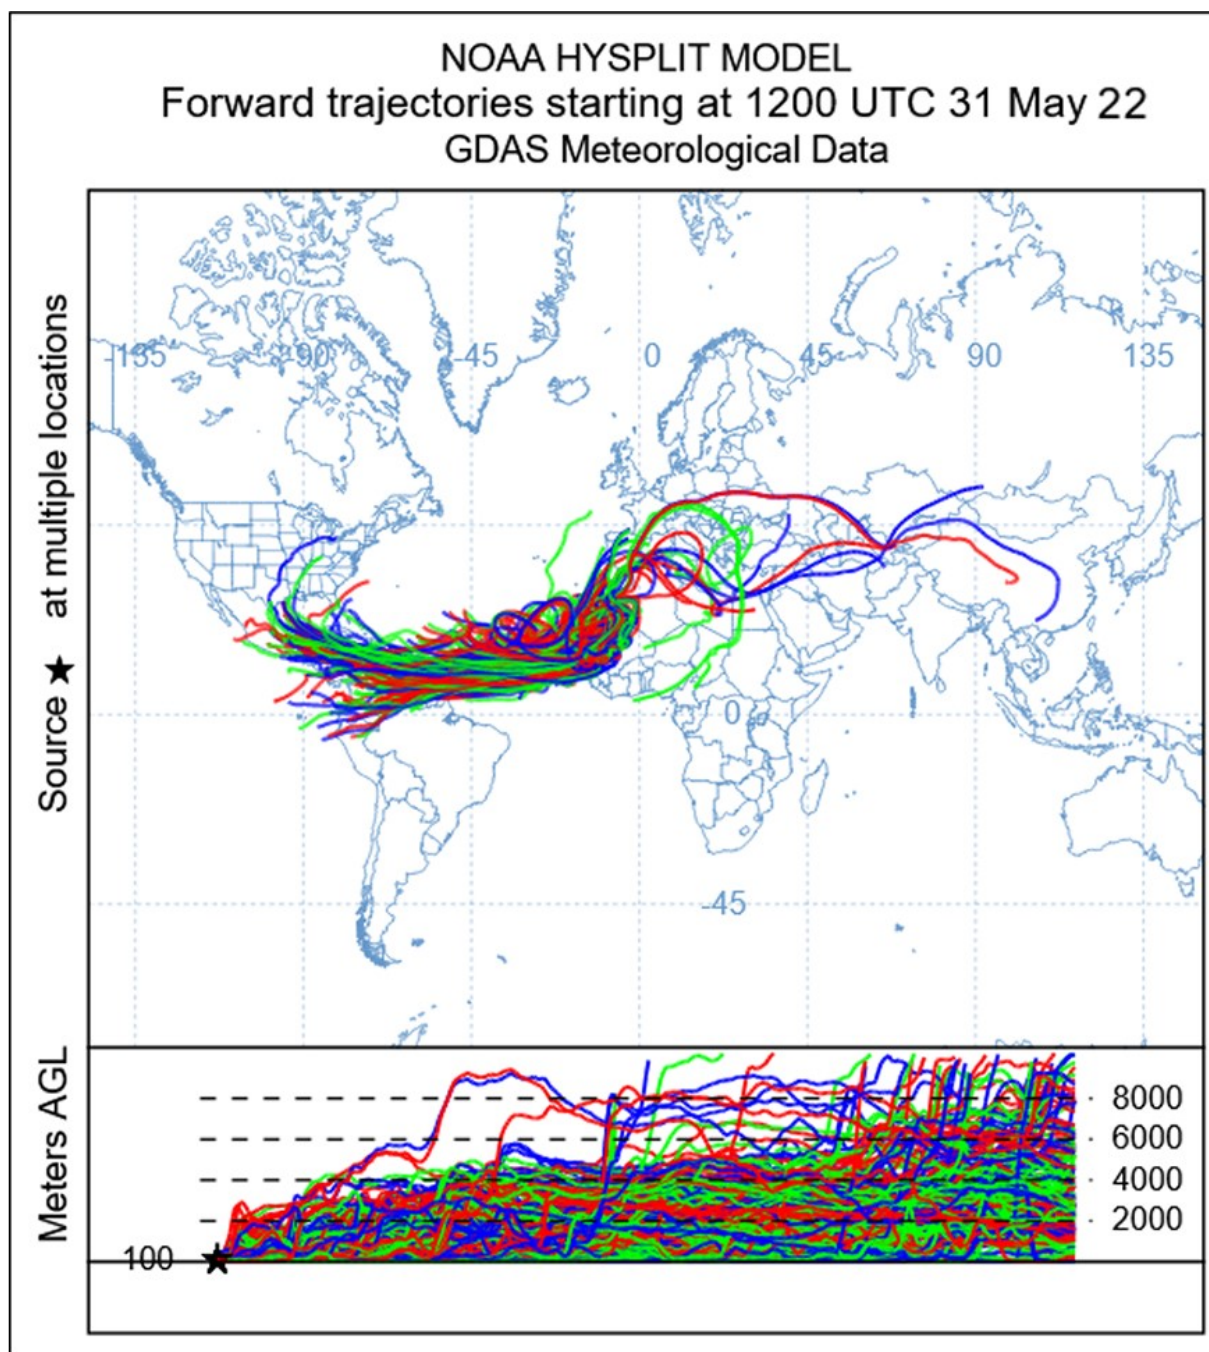 NOAA HYSPLIT MODEL
Forward trajectories starting at 1200 UTC 31 May 22
GDAS Meteorological Data
Source ★ at multiple locations
-135 -90 -45 0 45 90 135
0
-45
Meters AGL
8000
6000
4000
2000
100